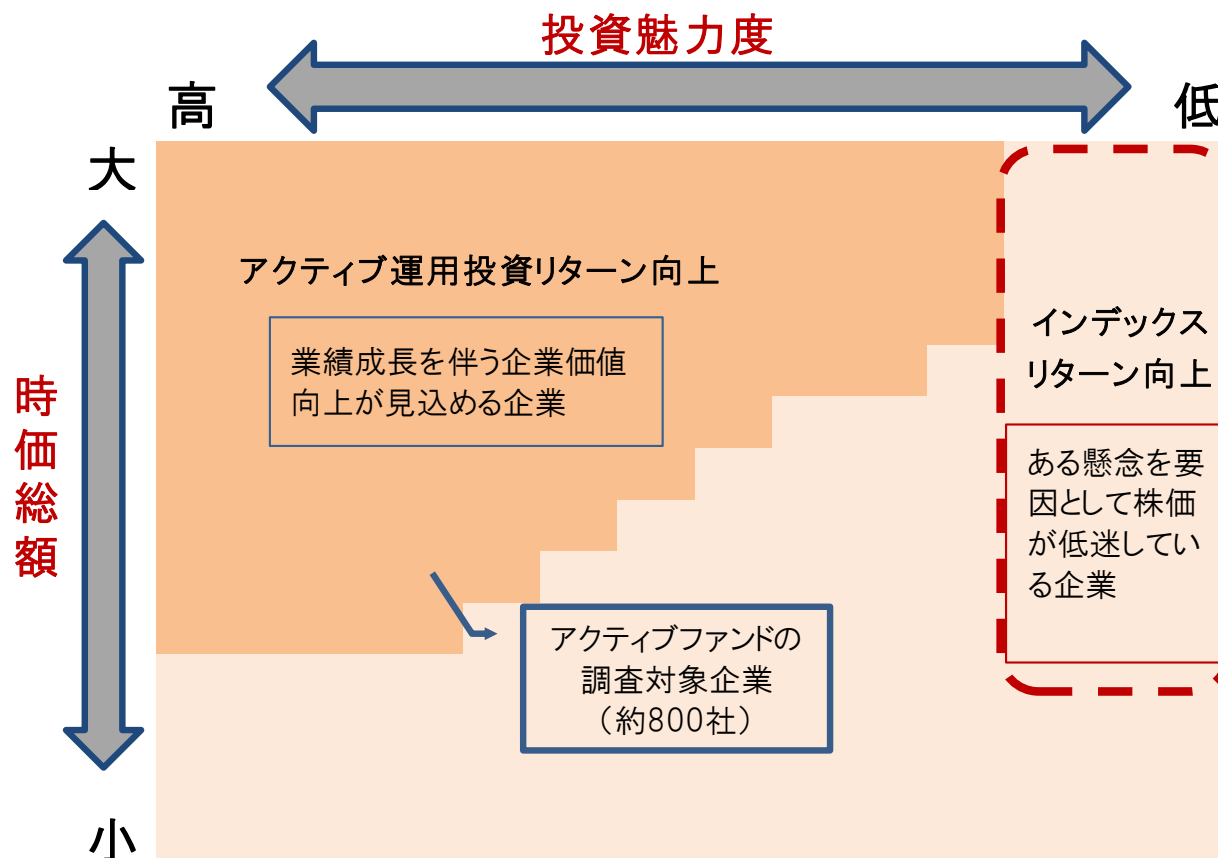 投資魅力度
高
低
大
アクティブ運用投資リターン向上
業績成長を伴う企業価値
向上が見込める企業
インデックス
リターン向上
ある懸念を要
因として株価
が低迷してい
る企業
時
価
総
額
アクティブファンドの
調査対象企業
（約800社）
小